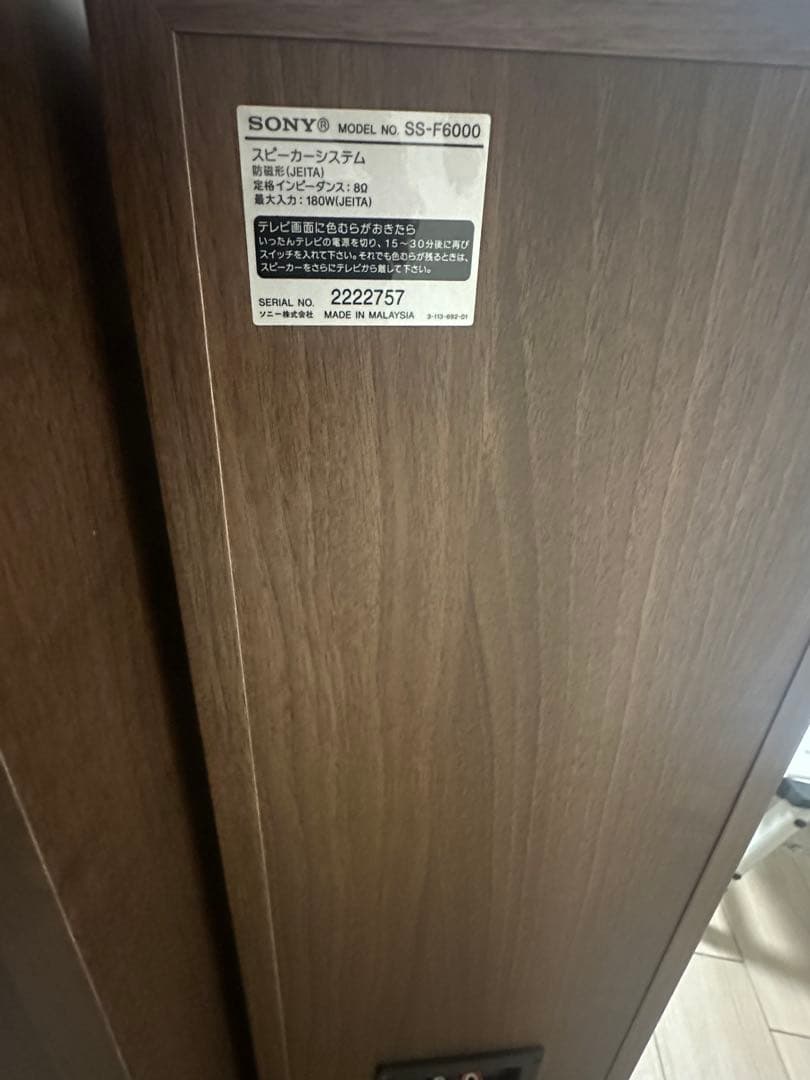 SONY® MODEL NO. SS-F6000
スピーカーシステム
防磁形(JEITA)
定格インピーダンス：8Ω
最大入力：180W(JEITA)
テレビ画面に色むらがおきたら
いったんテレビの電源を切り、15～30分後に再び
スイッチを入れて下さい。それでも色むらが残るときは、
スピーカーをさらにテレビから離して下さい。
SERIAL NO. 2222757
ソニー株式会社 MADE IN MALAYSIA 3-113-692-01